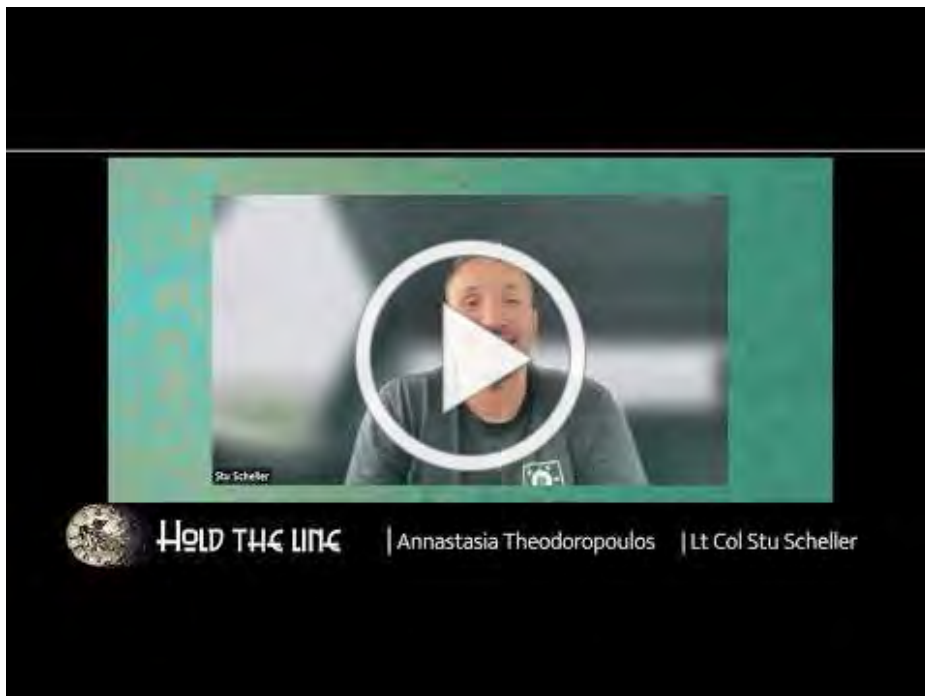 Stu Scheller
HOLD THE LINE |Annastasia Theodoropoulos |Lt Col Stu Scheller